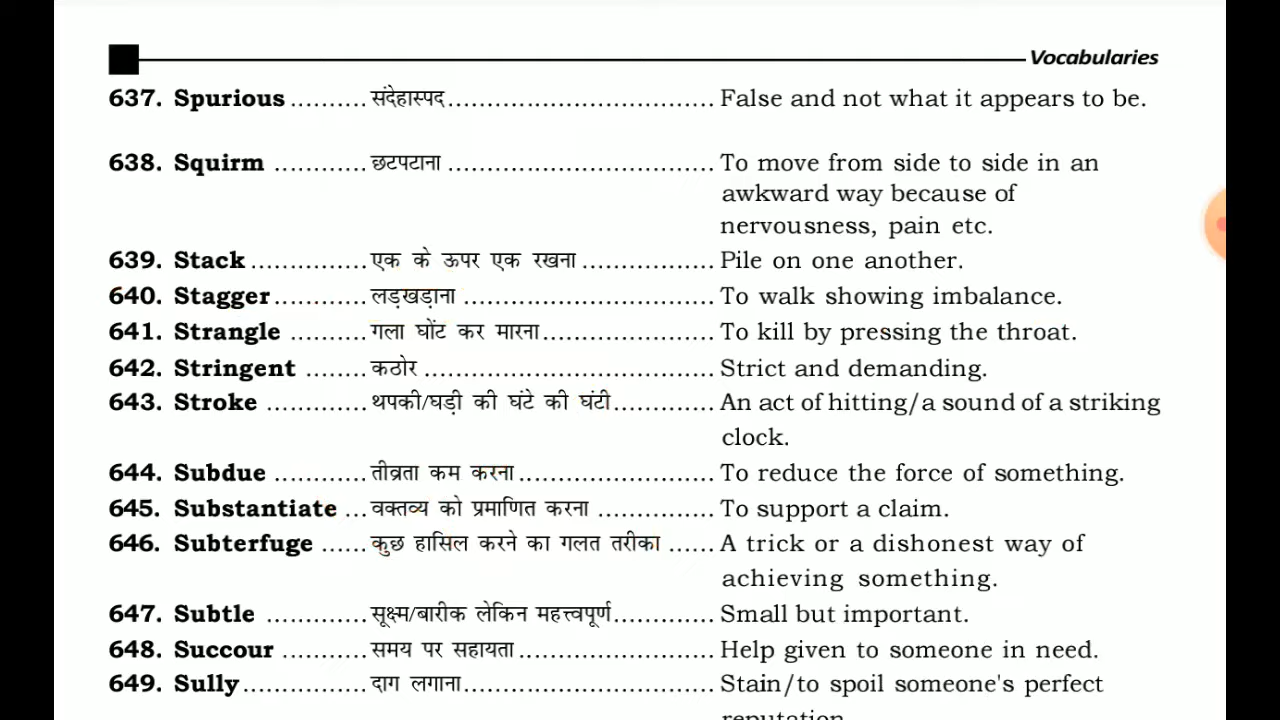 Vocabularies
637. Spurious ..........संदेहास्पद.................................. False and not what it appears to be.
638. Squirm ............ छटपटाना .................................. To move from side to side in an
awkward way because of
nervousness, pain etc.
639. Stack ............... एक के ऊपर एक रखना ................. Pile on one another.
640. Stagger ............ लड़खड़ाना ................................ To walk showing imbalance.
641. Strangle .......... गला घोंट कर मारना...................... To kill by pressing the throat.
642. Stringent ........ कठोर ..................................... Strict and demanding.
643. Stroke ............. थपकी/घड़ी की घंटे की घंटी............. An act of hitting/a sound of a striking
clock.
644. Subdue ............ तीव्रता कम करना......................... To reduce the force of something.
645. Substantiate ... वक्तव्य को प्रमाणित करना ............... To support a claim.
646. Subterfuge ...... कुछ हासिल करने का गलत तरीका ...... A trick or a dishonest way of
achieving something.
647. Subtle ............. सूक्ष्म/बारीक लेकिन महत्त्वपूर्ण............. Small but important.
648. Succour ........... समय पर सहायता......................... Help given to someone in need.
649. Sully................ दाग लगाना................................ Stain/to spoil someone's perfect
reputation